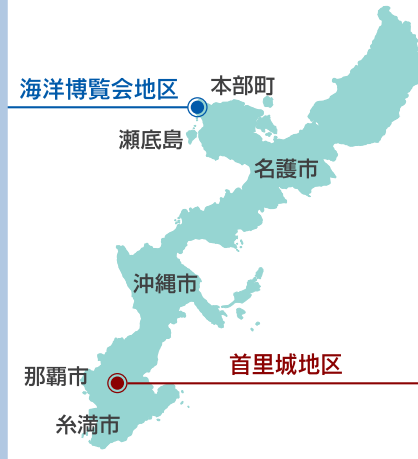 本部町
海洋博覧会地区
瀬底島
名護市
沖縄市
首里城地区
那覇市
糸満市